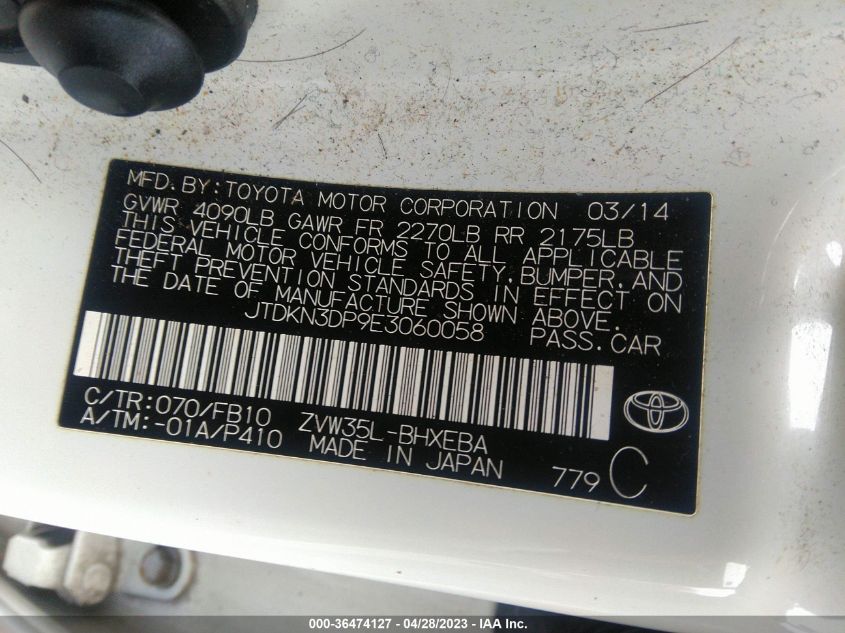 MFD. BY: TOYOTA MOTOR CORPORATION 03/14
GVWR 4090LB GAWR FR 2270LB RR 2175LB
THIS VEHICLE CONFORMS TO ALL APPLICABLE
FEDERAL MOTOR VEHICLE SAFETY, BUMPER, AND
THEFT PREVENTION STANDARDS IN EFFECT ON
THE DATE OF MANUFACTURE SHOWN ABOVE.
JTDKN3DP9E3060058 PASS. CAR
C/TR: 070/FB10 ZVW35L-BHXEBA
A/TM: -01A/P410 MADE IN JAPAN 779 C
000-36474127 - 04/28/2023 - IAA Inc.